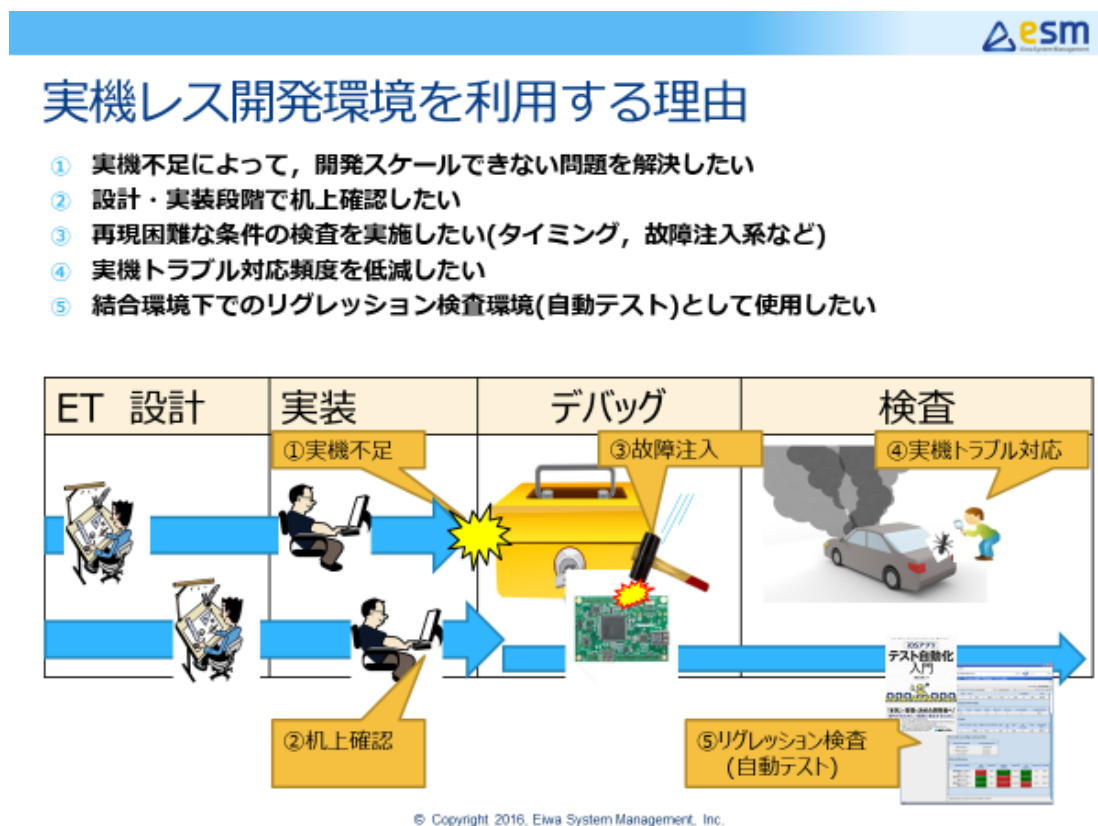 esm
Eiwa System Management
実機レス開発環境を利用する理由
① 実機不足によって，開発スケールできない問題を解決したい
② 設計・実装段階で机上確認したい
③ 再現困難な条件の検査を実施したい(タイミング，故障注入系など)
④ 実機トラブル対応頻度を低減したい
⑤ 結合環境下でのリグレッション検査環境(自動テスト)として使用したい
ET 設計 実装 デバッグ 検査
①実機不足
③故障注入
④実機トラブル対応
iOSアプリ
テスト自動化
入門
②机上確認
⑤リグレッション検査
(自動テスト)
© Copyright 2016, Eiwa System Management, Inc.